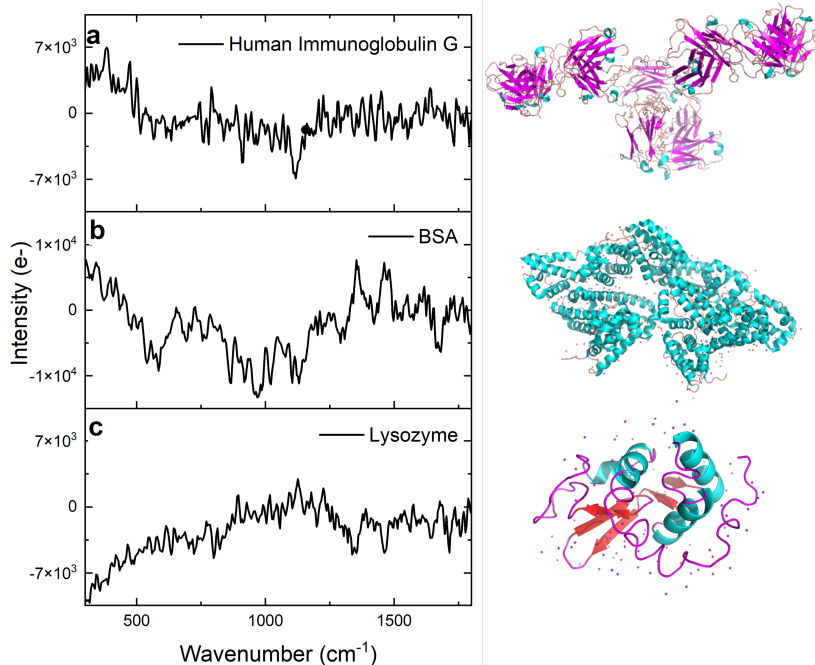 a
Human Immunoglobulin G
7×10³
0
-7×10³
b
BSA
1×10⁴
0
-1×10⁴
c
Lysozyme
7×10³
0
-7×10³
500
1000
1500
Intensity (e-)
Wavenumber (cm⁻¹)